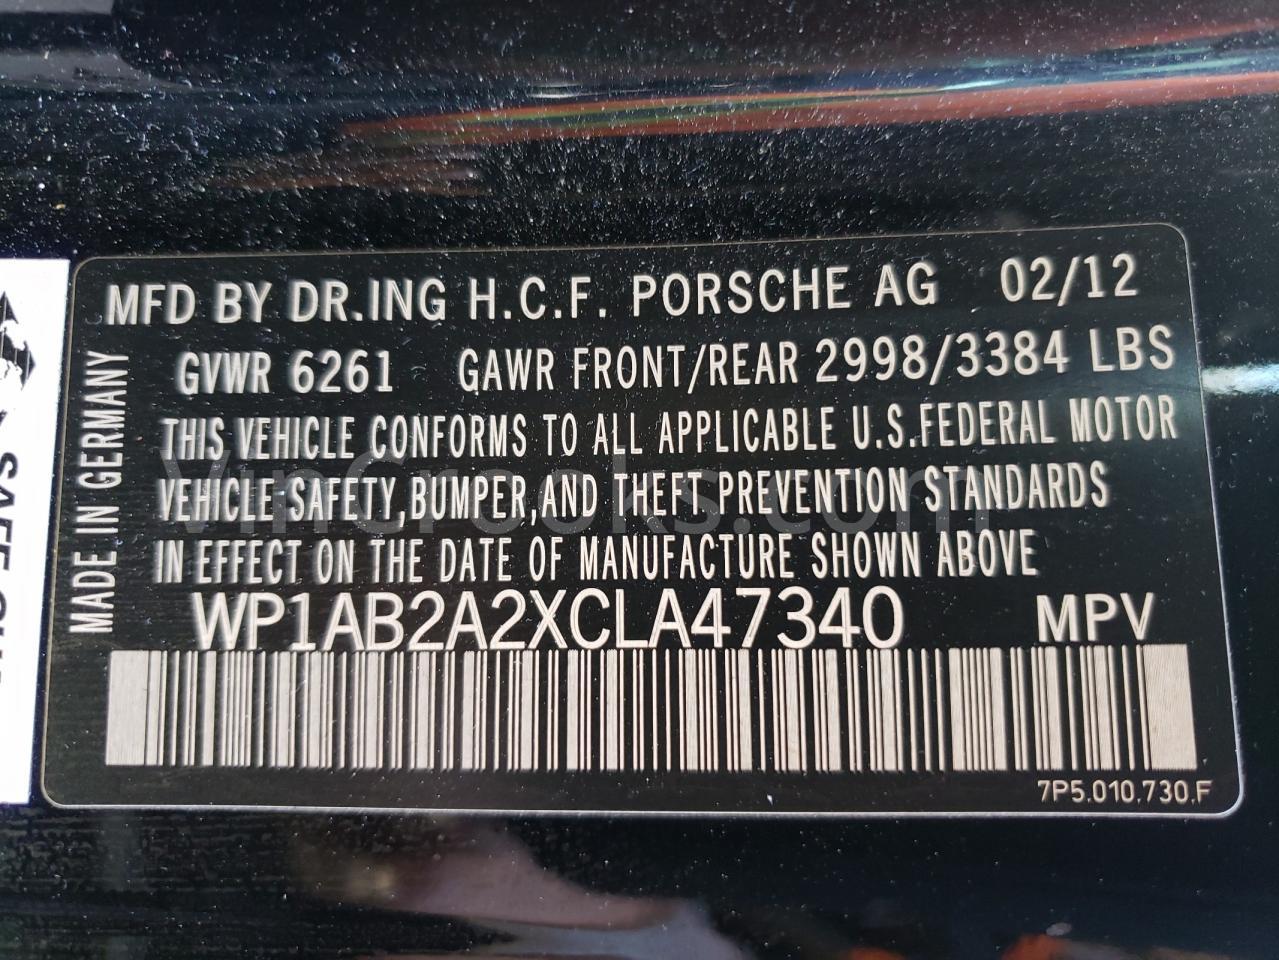 MFD BY DR.ING H.C.F. PORSCHE AG 02/12
GVWR 6261 GAWR FRONT/REAR 2998/3384 LBS
THIS VEHICLE CONFORMS TO ALL APPLICABLE U.S.FEDERAL MOTOR
VEHICLE SAFETY,BUMPER,AND THEFT PREVENTION STANDARDS
IN EFFECT ON THE DATE OF MANUFACTURE SHOWN ABOVE
WP1AB2A2XCLA47340 MPV
7P5.010.730.F
MADE IN GERMANY
VinCrooks.com
SAFE